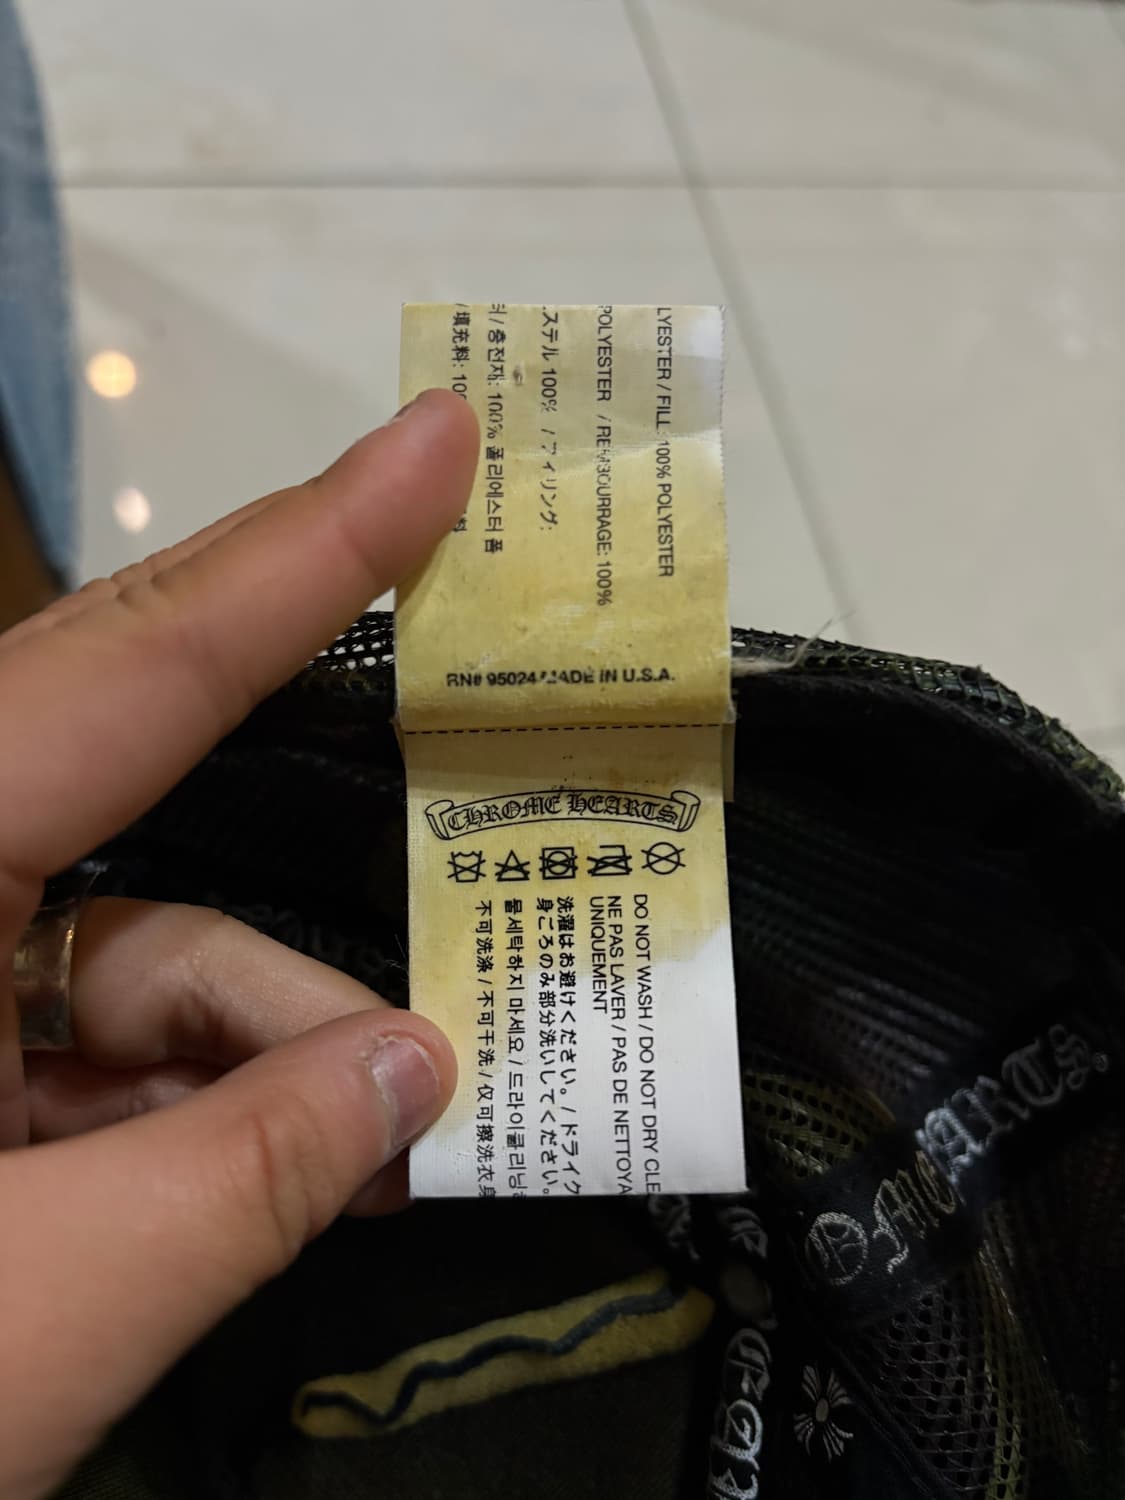 LYESTER / FILL: 100% POLYESTER
POLYESTER / REMBOURRAGE: 100%
ステル 100% / フィリング:
터 / 충전재: 100% 폴리에스터 폼
/ 填充料: 100
RN# 95024 MADE IN U.S.A.
CHROME HEARTS
DO NOT WASH / DO NOT DRY CLE
NE PAS LAVER / PAS DE NETTOYA
UNIQUEMENT
洗濯はお避けください。/ ドライク
身ごろのみ部分洗いしてください。
물세탁하지 마세요 / 드라이클리닝
不可洗涤 / 不可干洗 / 仅可擦洗衣身